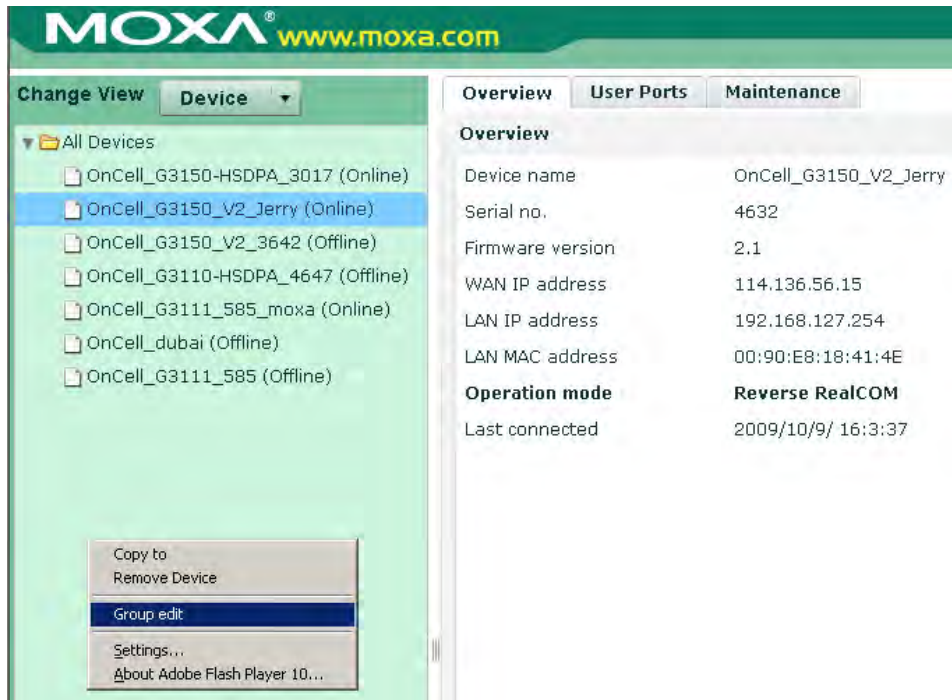 MOXA® www.moxa.com
Change View Device
All Devices
OnCell_G3150-HSDPA_3017 (Online)
OnCell_G3150_V2_Jerry (Online)
OnCell_G3150_V2_3642 (Offline)
OnCell_G3110-HSDPA_4647 (Offline)
OnCell_G3111_585_moxa (Online)
OnCell_dubai (Offline)
OnCell_G3111_585 (Offline)
Copy to
Remove Device
Group edit
Settings...
About Adobe Flash Player 10...
Overview User Ports Maintenance
Overview
Device name OnCell_G3150_V2_Jerry
Serial no. 4632
Firmware version 2.1
WAN IP address 114.136.56.15
LAN IP address 192.168.127.254
LAN MAC address 00:90:E8:18:41:4E
Operation mode Reverse RealCOM
Last connected 2009/10/9/ 16:3:37